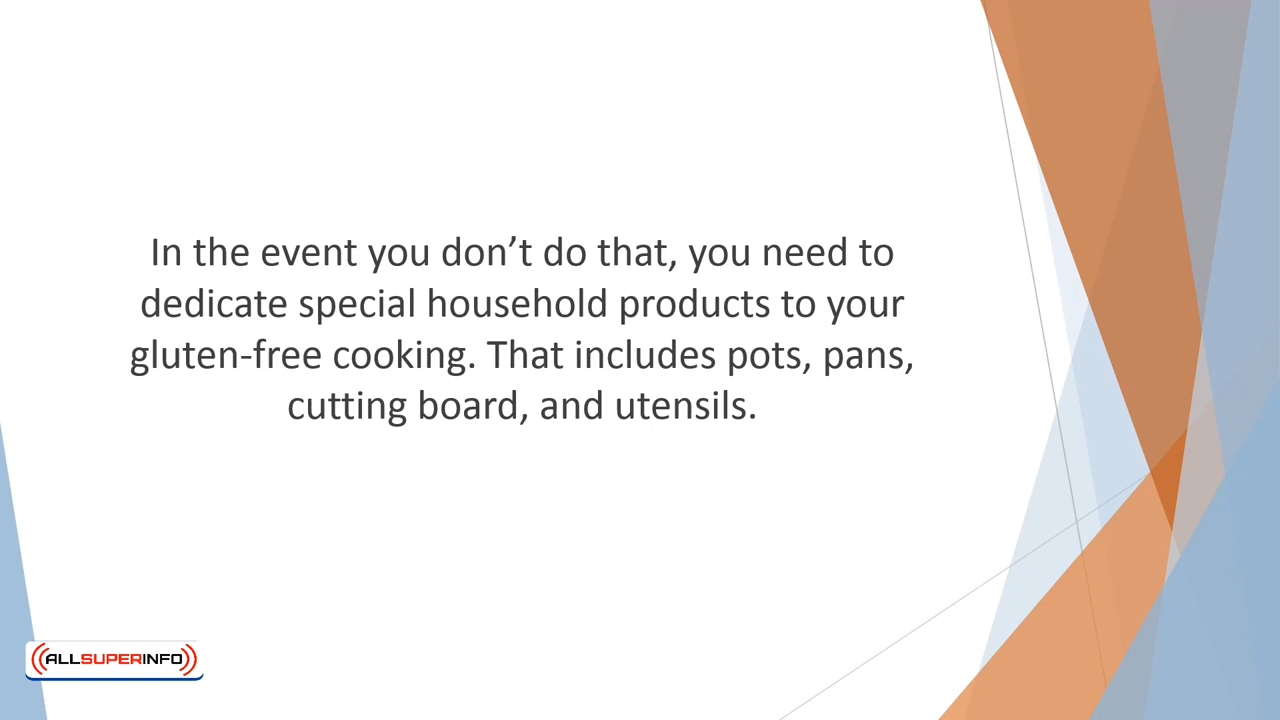 In the event you don’t do that, you need to
dedicate special household products to your
gluten-free cooking. That includes pots, pans,
cutting board, and utensils.
ALLSUPERINFO